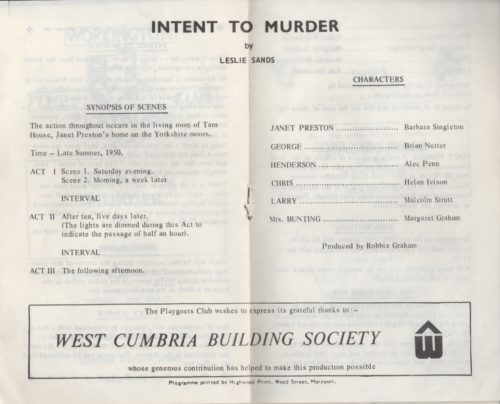 INTENT TO MURDER
by
LESLIE SANDS
SYNOPSIS OF SCENES
The action throughout occurs in the living room of Tam
House, Janet Preston's home on the Yorkshire moors.
Time – Late Summer, 1950.
ACT I Scene 1. Saturday evening.
Scene 2. Morning, a week later.
INTERVAL
ACT II After tea, five days later.
(The lights are dimmed during this Act to
indicate the passage of half an hour).
INTERVAL
ACT III The following afternoon.
CHARACTERS
JANET PRESTON ........................ Barbara Singleton
GEORGE ........................ Brian Nutter
HENDERSON ........................ Alec Penn
CHRIS ........................ Helen Ivison
LARRY ........................ Malcolm Strutt
Mrs. BUNTING ........................ Margaret Graham
Produced by Robbie Graham
The Playgoers Club wishes to express its grateful thanks to :–
WEST CUMBRIA BUILDING SOCIETY
whose generous contribution has helped to make this production possible
Programme printed by Highwood Print, Wood Street, Maryport.